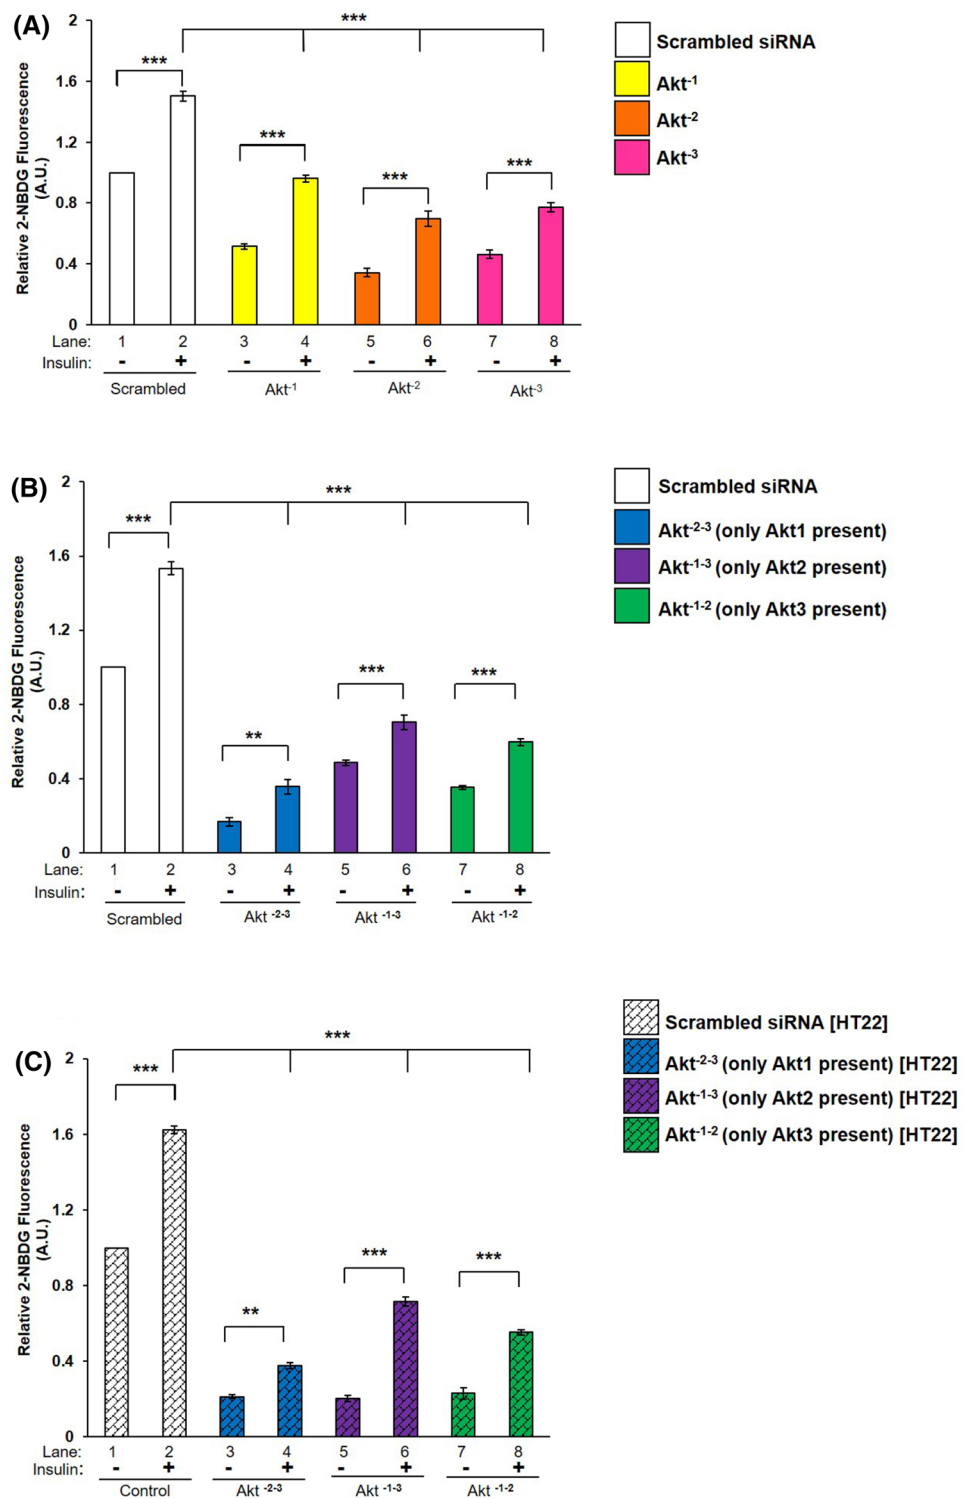 (A)
2
1.6
1.2
0.8
0.4
0
Relative 2-NBDG Fluorescence
(A.U.)
***
***
***
***
***
Scrambled siRNA
Akt-1
Akt-2
Akt-3
Lane: 1 2 3 4 5 6 7 8
Insulin: - + - + - + - +
Scrambled Akt-1 Akt-2 Akt-3
(B)
2
1.6
1.2
0.8
0.4
0
Relative 2-NBDG Fluorescence
(A.U.)
***
***
**
***
***
Scrambled siRNA
Akt-2-3 (only Akt1 present)
Akt-1-3 (only Akt2 present)
Akt-1-2 (only Akt3 present)
Lane: 1 2 3 4 5 6 7 8
Insulin: - + - + - + - +
Scrambled Akt -2-3 Akt -1-3 Akt -1-2
(C)
2
1.6
1.2
0.8
0.4
0
Relative 2-NBDG Fluorescence
(A.U.)
***
***
**
***
***
Scrambled siRNA [HT22]
Akt-2-3 (only Akt1 present) [HT22]
Akt-1-3 (only Akt2 present) [HT22]
Akt-1-2 (only Akt3 present) [HT22]
Lane: 1 2 3 4 5 6 7 8
Insulin: - + - + - + - +
Control Akt -2-3 Akt -1-3 Akt -1-2